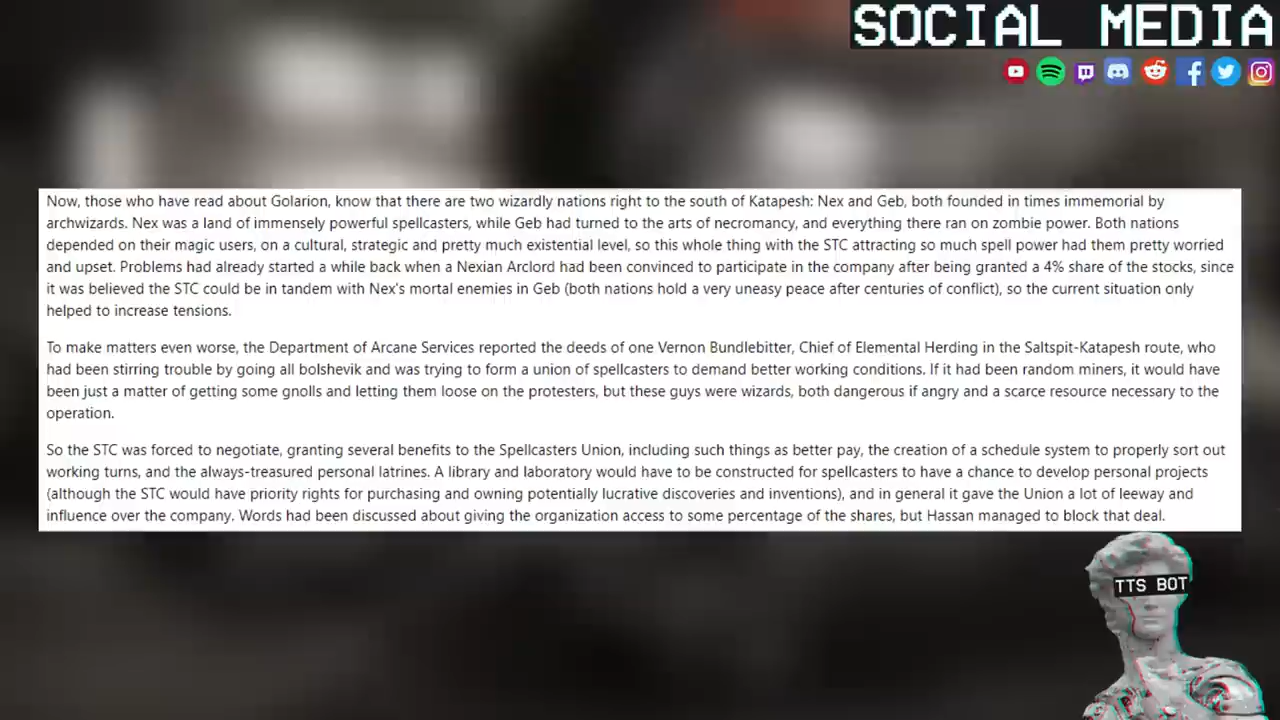 SOCIAL MEDIA
Now, those who have read about Golarion, know that there are two wizardly nations right to the south of Katapesh: Nex and Geb, both founded in times immemorial by
archwizards. Nex was a land of immensely powerful spellcasters, while Geb had turned to the arts of necromancy, and everything there ran on zombie power. Both nations
depended on their magic users, on a cultural, strategic and pretty much existential level, so this whole thing with the STC attracting so much spell power had them pretty worried
and upset. Problems had already started a while back when a Nexian Arclord had been convinced to participate in the company after being granted a 4% share of the stocks, since
it was believed the STC could be in tandem with Nex's mortal enemies in Geb (both nations hold a very uneasy peace after centuries of conflict), so the current situation only
helped to increase tensions.
To make matters even worse, the Department of Arcane Services reported the deeds of one Vernon Bundlebitter, Chief of Elemental Herding in the Saltspit-Katapesh route, who
had been stirring trouble by going all bolshevik and was trying to form a union of spellcasters to demand better working conditions. If it had been random miners, it would have
been just a matter of getting some gnolls and letting them loose on the protesters, but these guys were wizards, both dangerous if angry and a scarce resource necessary to the
operation.
So the STC was forced to negotiate, granting several benefits to the Spellcasters Union, including such things as better pay, the creation of a schedule system to properly sort out
working turns, and the always-treasured personal latrines. A library and laboratory would have to be constructed for spellcasters to have a chance to develop personal projects
(although the STC would have priority rights for purchasing and owning potentially lucrative discoveries and inventions), and in general it gave the Union a lot of leeway and
influence over the company. Words had been discussed about giving the organization access to some percentage of the shares, but Hassan managed to block that deal.
TTS BOT